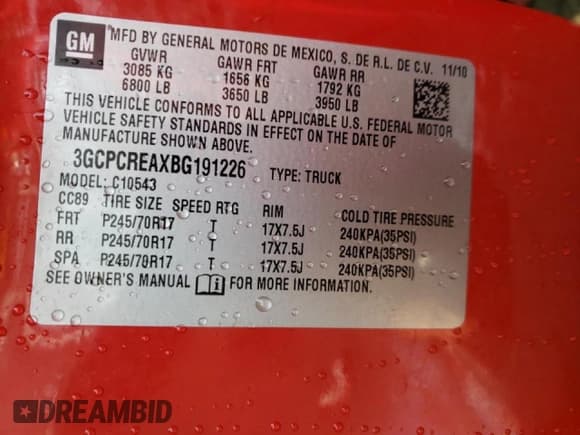 GM
MFD BY GENERAL MOTORS DE MEXICO, S. DE R.L. DE C.V. 11/10
GVWR GAWR FRT GAWR RR
3085 KG 1656 KG 1792 KG
6800 LB 3650 LB 3950 LB
THIS VEHICLE CONFORMS TO ALL APPLICABLE U.S. FEDERAL MOTOR
VEHICLE SAFETY STANDARDS IN EFFECT ON THE DATE OF
MANUFACTURE SHOWN ABOVE.
3GCPCREAXBG191226 TYPE: TRUCK
MODEL: C10543
CC89 TIRE SIZE SPEED RTG RIM COLD TIRE PRESSURE
FRT P245/70R17 T 17X7.5J 240KPA(35PSI)
RR P245/70R17 T 17X7.5J 240KPA(35PSI)
SPA P245/70R17 T 17X7.5J 240KPA(35PSI)
SEE OWNER'S MANUAL FOR MORE INFORMATION.
DREAMBID